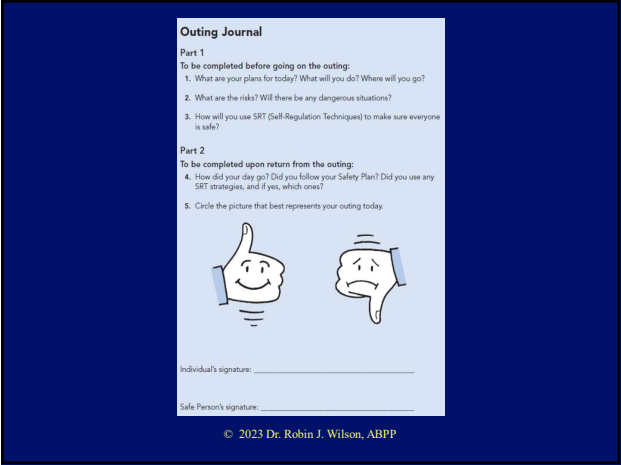 Outing Journal
Part 1
To be completed before going on the outing:
1. What are your plans for today? What will you do? Where will you go?
2. What are the risks? Will there be any dangerous situations?
3. How will you use SRT (Self-Regulation Techniques) to make sure everyone
is safe?
Part 2
To be completed upon return from the outing:
4. How did your day go? Did you follow your Safety Plan? Did you use any
SRT strategies, and if yes, which ones?
5. Circle the picture that best represents your outing today.
Individual's signature:
Safe Person's signature:
© 2023 Dr. Robin J. Wilson, ABPP